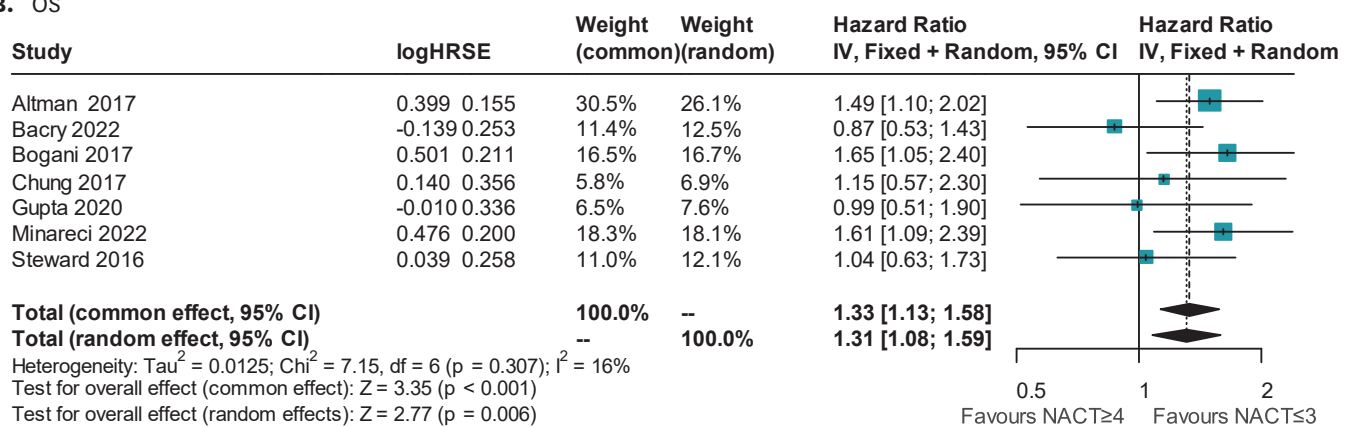 B. OS
Weight Weight Hazard Ratio Hazard Ratio
Study logHRSE (common)(random) IV, Fixed + Random, 95% CI IV, Fixed + Random
Altman 2017 0.399 0.155 30.5% 26.1% 1.49 [1.10; 2.02]
Bacry 2022 -0.139 0.253 11.4% 12.5% 0.87 [0.53; 1.43]
Bogani 2017 0.501 0.211 16.5% 16.7% 1.65 [1.05; 2.40]
Chung 2017 0.140 0.356 5.8% 6.9% 1.15 [0.57; 2.30]
Gupta 2020 -0.010 0.336 6.5% 7.6% 0.99 [0.51; 1.90]
Minareci 2022 0.476 0.200 18.3% 18.1% 1.61 [1.09; 2.39]
Steward 2016 0.039 0.258 11.0% 12.1% 1.04 [0.63; 1.73]
Total (common effect, 95% CI) 100.0% -- 1.33 [1.13; 1.58]
Total (random effect, 95% CI) -- 100.0% 1.31 [1.08; 1.59]
Heterogeneity: Tau² = 0.0125; Chi² = 7.15, df = 6 (p = 0.307); I² = 16%
Test for overall effect (common effect): Z = 3.35 (p < 0.001)
Test for overall effect (random effects): Z = 2.77 (p = 0.006)
0.5 1 2
Favours NACT≥4 Favours NACT≤3